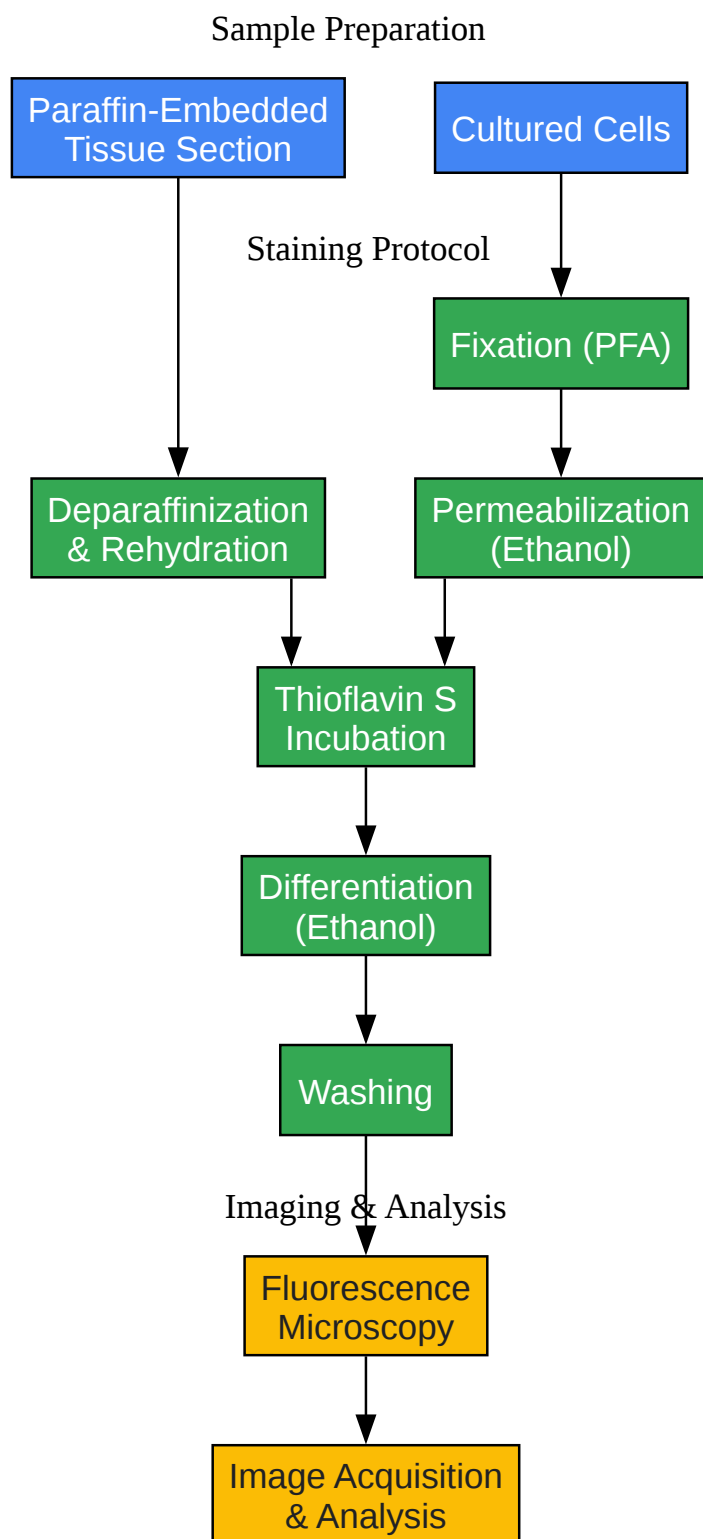 Sample Preparation
Paraffin-Embedded
Tissue Section
Cultured Cells
Staining Protocol
Fixation (PFA)
Deparaffinization
& Rehydration
Permeabilization
(Ethanol)
Thioflavin S
Incubation
Differentiation
(Ethanol)
Washing
Imaging & Analysis
Fluorescence
Microscopy
Image Acquisition
& Analysis